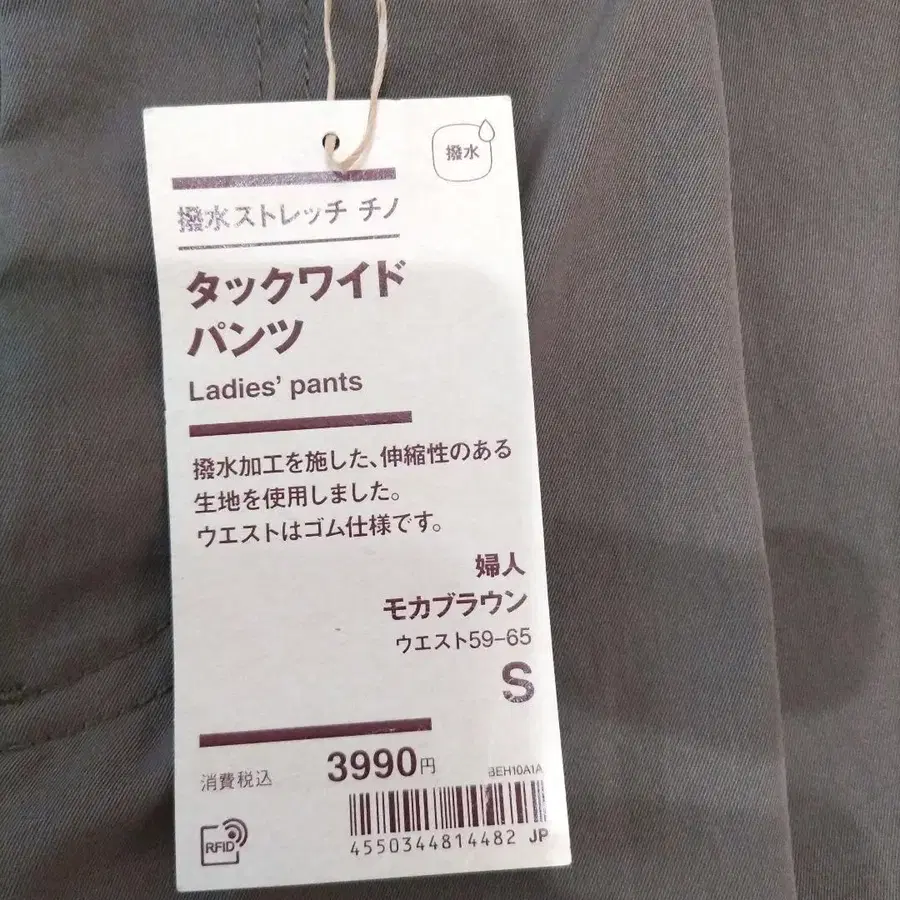 撥水
撥水ストレッチ チノ
タックワイド
パンツ
Ladies' pants
撥水加工を施した、伸縮性のある
生地を使用しました。
ウエストはゴム仕様です。
婦人
モカブラウン
ウエスト59-65
S
消費税込 3990円
BEH10A1A
4550344814482 JP
RFID